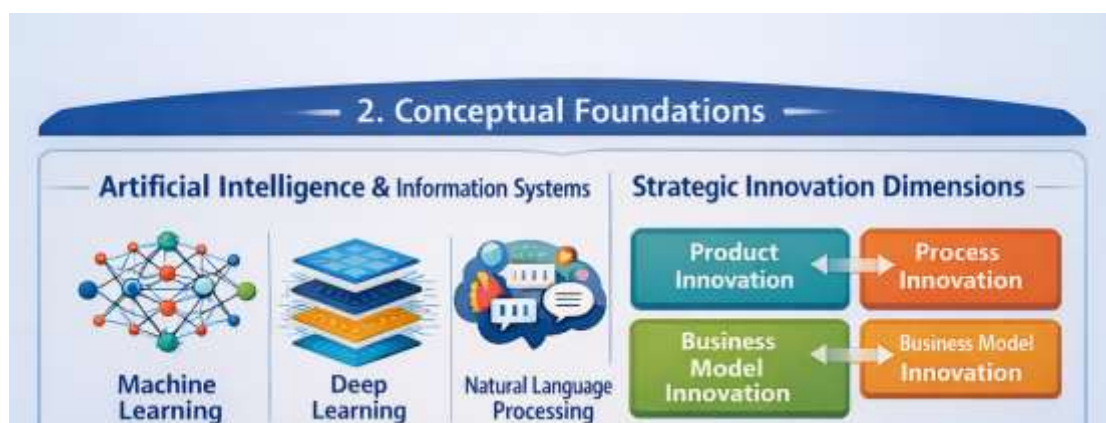 2. Conceptual Foundations
Artificial Intelligence & Information Systems
Machine
Learning
Deep
Learning
Natural Language
Processing
Strategic Innovation Dimensions
Product
Innovation
Process
Innovation
Business
Model
Innovation
Business Model
Innovation